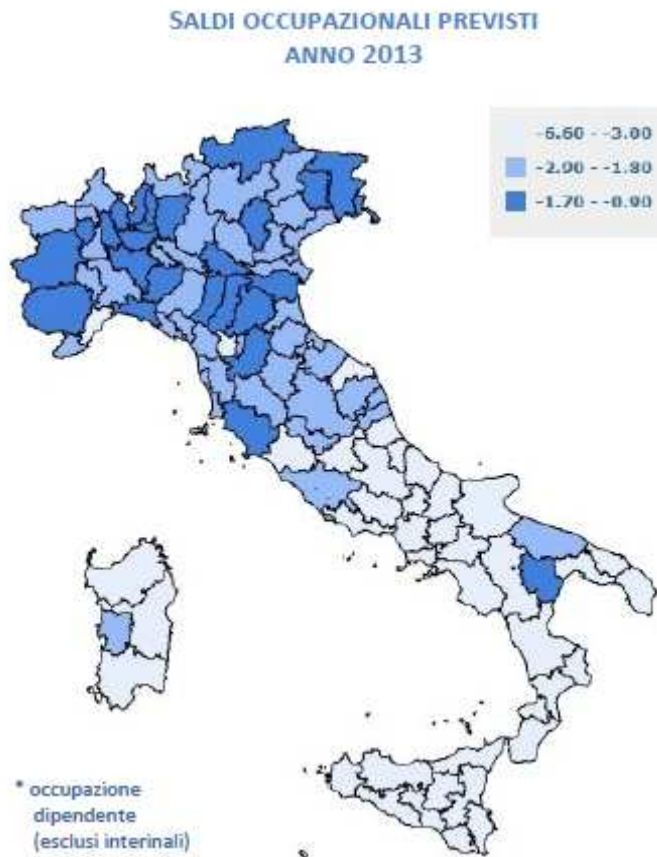 SALDI OCCUPAZIONALI PREVISTI
ANNO 2013
-6.60 - -3.00
-2.90 - -1.80
-1.70 - -0.90
* occupazione
dipendente
(esclusi interinali)